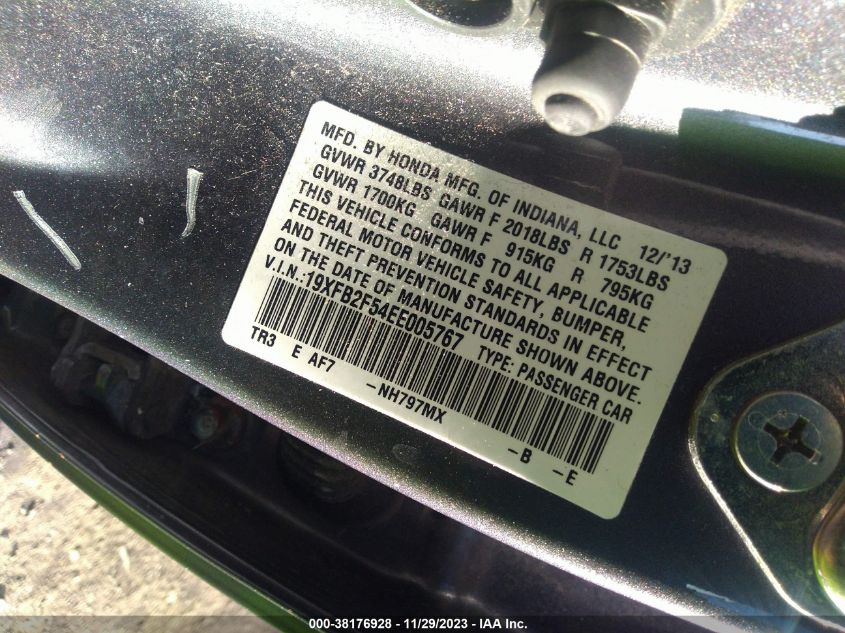 MFD. BY HONDA MFG. OF INDIANA, LLC 12/'13
GVWR 3748LBS GAWR F 2018LBS R 1753LBS
GVWR 1700KG GAWR F 915KG R 795KG
THIS VEHICLE CONFORMS TO ALL APPLICABLE
FEDERAL MOTOR VEHICLE SAFETY, BUMPER,
AND THEFT PREVENTION STANDARDS IN EFFECT
ON THE DATE OF MANUFACTURE SHOWN ABOVE.
V.I.N.:19XFB2F54EE005767 TYPE: PASSENGER CAR
TR3 E AF7 -NH797MX -B -E
000-38176928 - 11/29/2023 - IAA Inc.